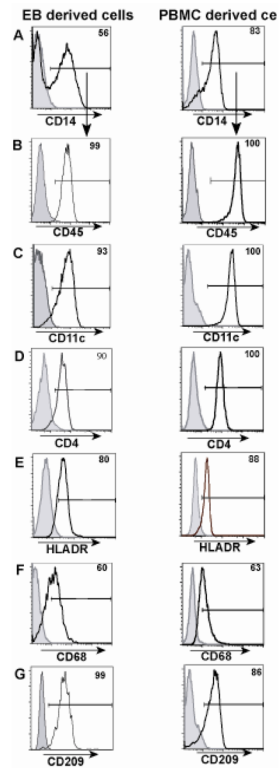 EB derived cells PBMC derived ce
A 56 83
CD14 CD14
B 99 100
CD45 CD45
C 93 100
CD11c CD11c
D 90 100
CD4 CD4
E 80 88
HLADR HLADR
F 60 63
CD68 CD68
G 99 86
CD209 CD209